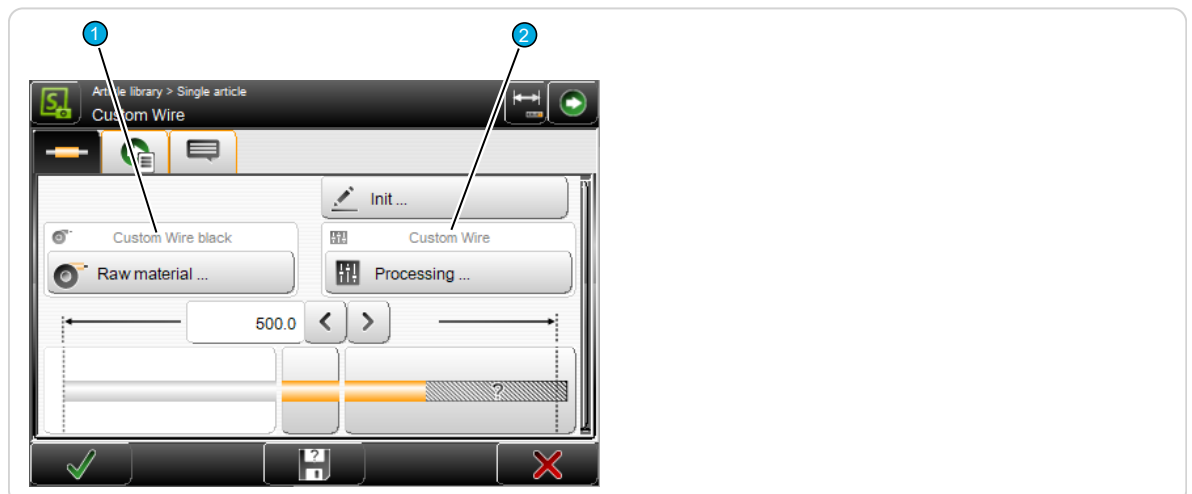 1
2
Article library > Single article
Custom Wire
Init ...
Custom Wire black
Custom Wire
Raw material ...
Processing ...
500.0
?
?